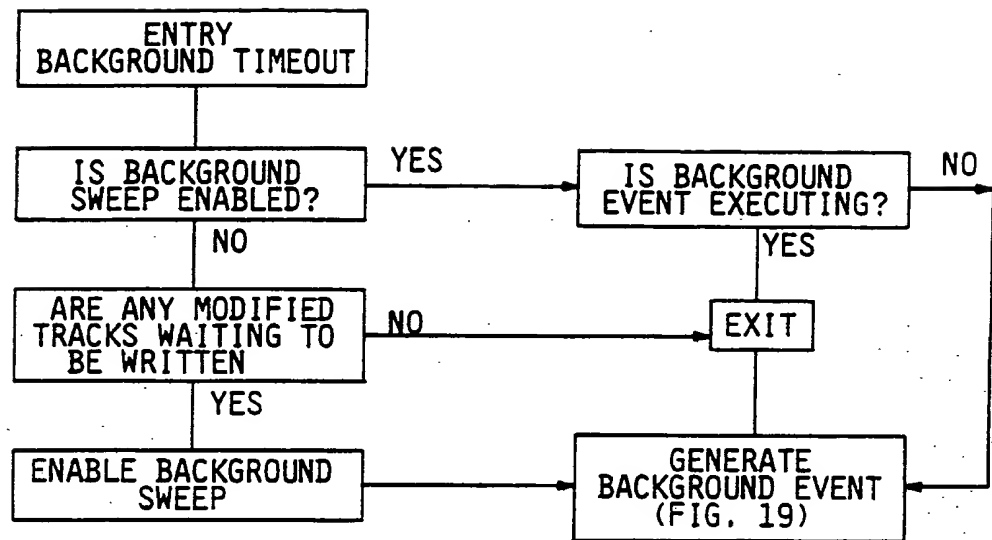 ENTRY
BACKGROUND TIMEOUT
IS BACKGROUND
SWEEP ENABLED?
YES
IS BACKGROUND
EVENT EXECUTING?
NO
NO
YES
ARE ANY MODIFIED
TRACKS WAITING TO
BE WRITTEN
NO
EXIT
YES
ENABLE BACKGROUND
SWEEP
GENERATE
BACKGROUND EVENT
(FIG. 19)